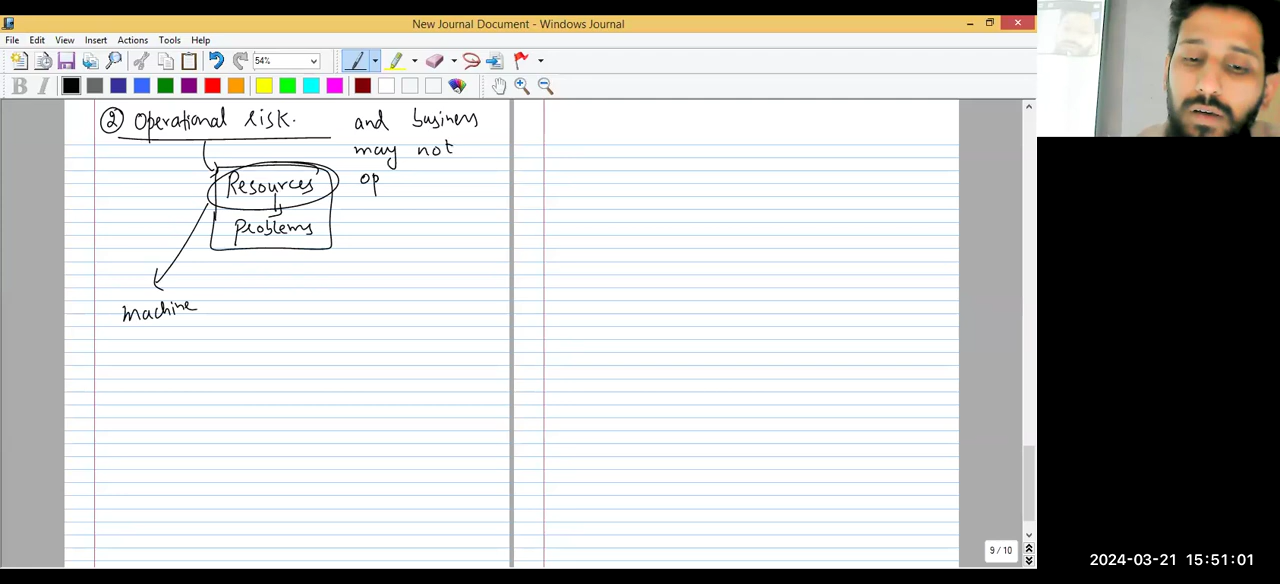 New Journal Document - Windows Journal
File Edit View Insert Actions Tools Help
54%
B I
② Operational risk. and business
may not
Resources op
Problems
Machine
9 / 10
2024-03-21 15:51:01